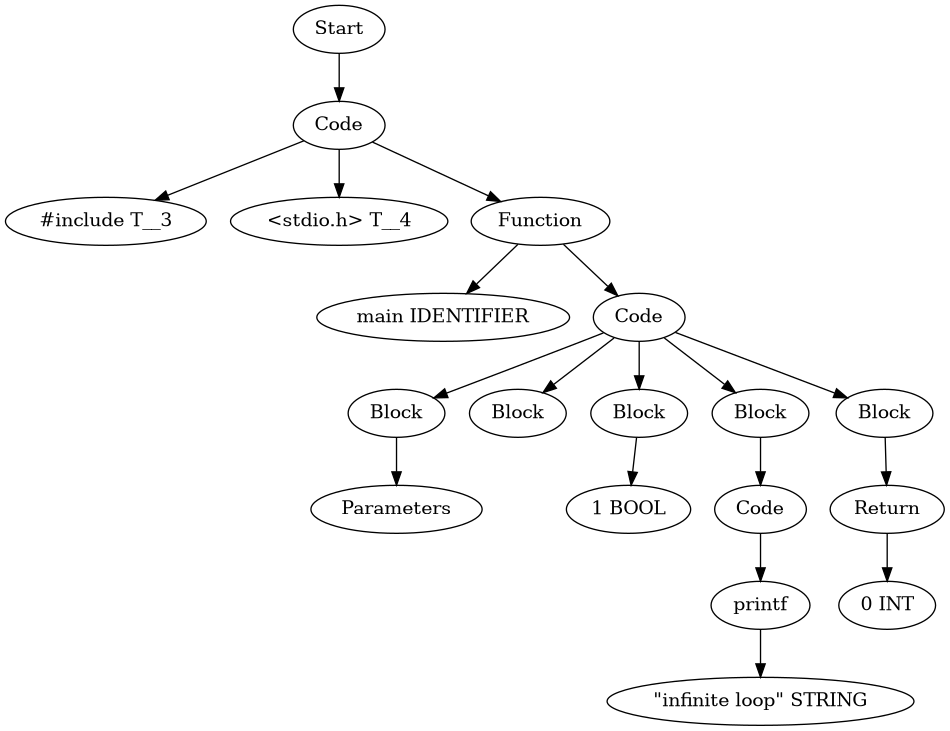 Start
Code
#include T__3
<stdio.h> T__4
Function
main IDENTIFIER
Code
Block
Block
Block
Block
Block
Parameters
1 BOOL
Code
Return
printf
0 INT
"infinite loop" STRING